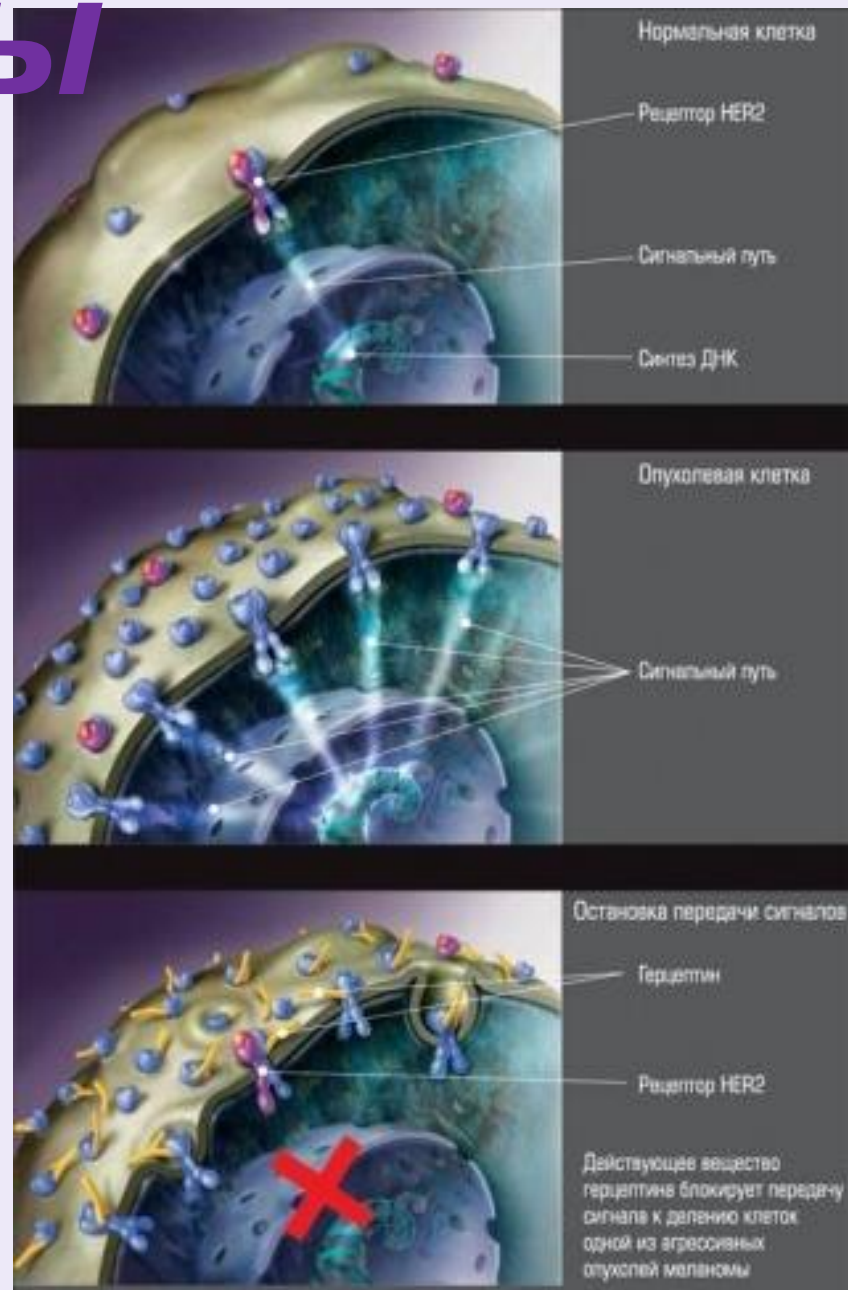 ы
Нормальная клетка
Рецептор HER2
Сигнальный путь
Синтез ДНК
Опухолевая клетка
Сигнальный путь
Остановка передачи сигналов
Герцептин
Рецептор HER2
Действующее вещество
герцептина блокирует передачу
сигнала к делению клеток
одной из агрессивных
опухолей меланомы